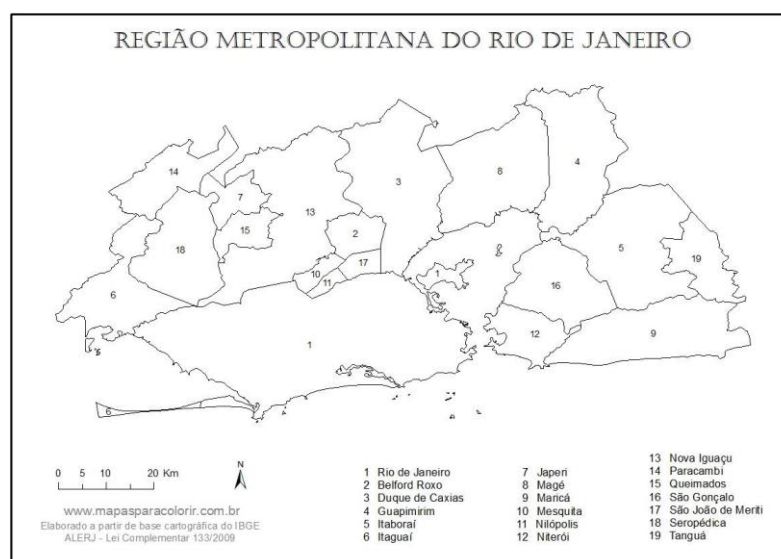 REGIÃO METROPOLITANA DO RIO DE JANEIRO
14
7
13
3
8
4
15
2
18
17
10
11
1
5
19
6
16
12
9
1
6
0 5 10 20 Km
N
www.mapasparacolorir.com.br
Elaborado a partir de base cartográfica do IBGE
ALERJ - Lei Complementar 133/2009
1 Rio de Janeiro
2 Belford Roxo
3 Duque de Caxias
4 Guapimirim
5 Itaboraí
6 Itaguaí
7 Japeri
8 Magé
9 Maricá
10 Mesquita
11 Nilópolis
12 Niterói
13 Nova Iguaçu
14 Paracambi
15 Queimados
16 São Gonçalo
17 São João de Meriti
18 Seropédica
19 Tanguá